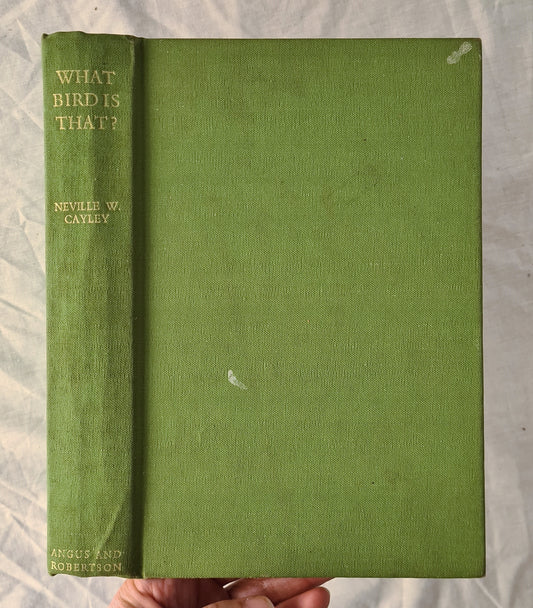 WHAT
BIRD IS
THAT?
NEVILLE W.
CAYLEY
ANGUS AND
ROBERTSON